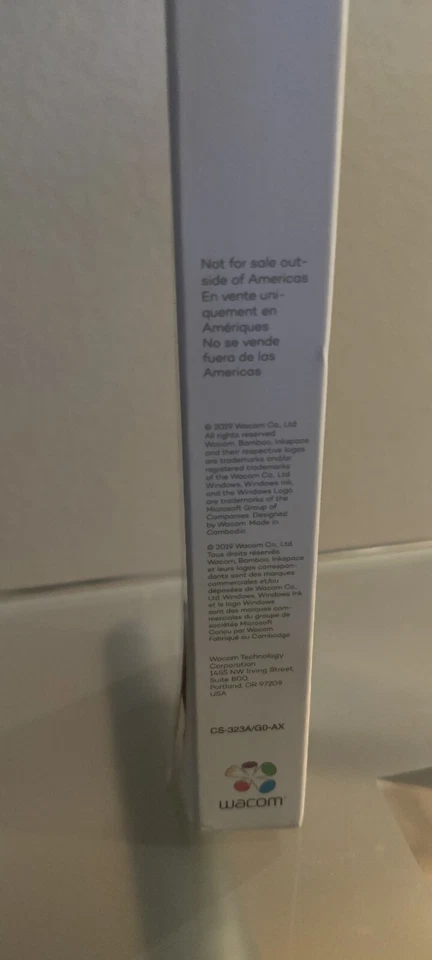 Not for sale out-
side of Americas
En vente uni-
quement en
Amériques
No se vende
fuera de las
Americas
© 2019 Wacom Co., Ltd
All rights reserved
Wacom, Bamboo, Inkspace
and their respective logos
are trademarks and/or
registered trademarks
of the Wacom Co., Ltd
Windows, Windows Ink,
and the Windows Logo
are trademarks of the
Microsoft Group of
Companies. Designed
by Wacom. Made in
Cambodia
© 2019 Wacom Co., Ltd
Tous droits réservés
Wacom, Bamboo, Inkspace
et leurs logos correspon-
dants sont des marques
commerciales et/ou
déposées de Wacom Co.,
Ltd. Windows, Windows Ink
et le logo Windows
sont des marques com-
merciales du groupe de
sociétés Microsoft
Conçu par Wacom
Fabriqué au Cambodge
Wacom Technology
Corporation
1455 NW Irving Street,
Suite 800
Portland, OR 97209
USA
CS-323A/G0-AX
wacom